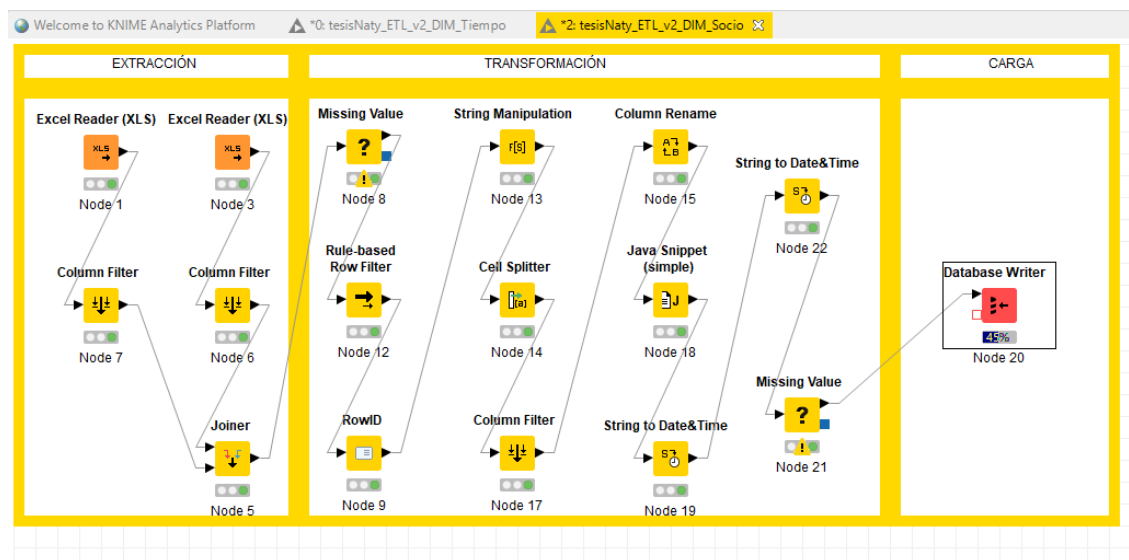 Welcome to KNIME Analytics Platform
*0: tesisNaty_ETL_v2_DIM_Tiempo
*2: tesisNaty_ETL_v2_DIM_Socio
EXTRACCIÓN
TRANSFORMACIÓN
CARGA
Excel Reader (XLS)
XLS
Node 1
Excel Reader (XLS)
XLS
Node 3
Column Filter
Node 7
Column Filter
Node 6
Joiner
Node 5
Missing Value
?
Node 8
Rule-based
Row Filter
Node 12
RowID
Node 9
String Manipulation
r[s]
Node 13
Cell Splitter
[a]
Node 14
Column Filter
Node 17
Column Rename
A
B
Node 15
Java Snippet
(simple)
J
Node 18
String to Date&Time
S
Node 19
String to Date&Time
S
Node 22
Missing Value
?
Node 21
Database Writer
45%
Node 20